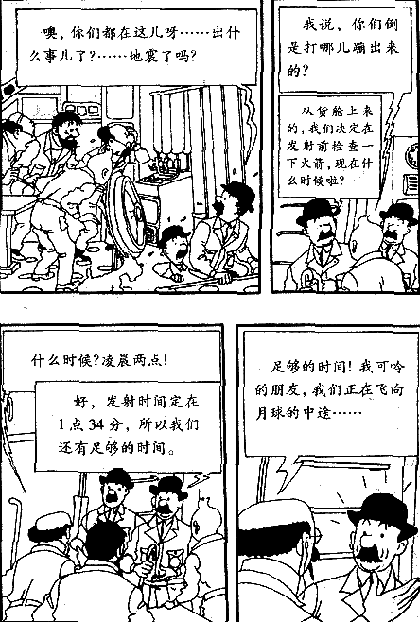 噢，你们都在这儿呀……出什
么事儿了？……地震了吗？
我说，你们倒
是打哪儿蹦出来
的？
从货舱上来
的，我们决定在
发射前检查一
下火箭，现在什
么时候啦？
什么时候？凌晨两点！
好，发射时间定在
1点34分，所以我们
还有足够的时间。
足够的时间！我可怜
的朋友，我们正在飞向
月球的中途……